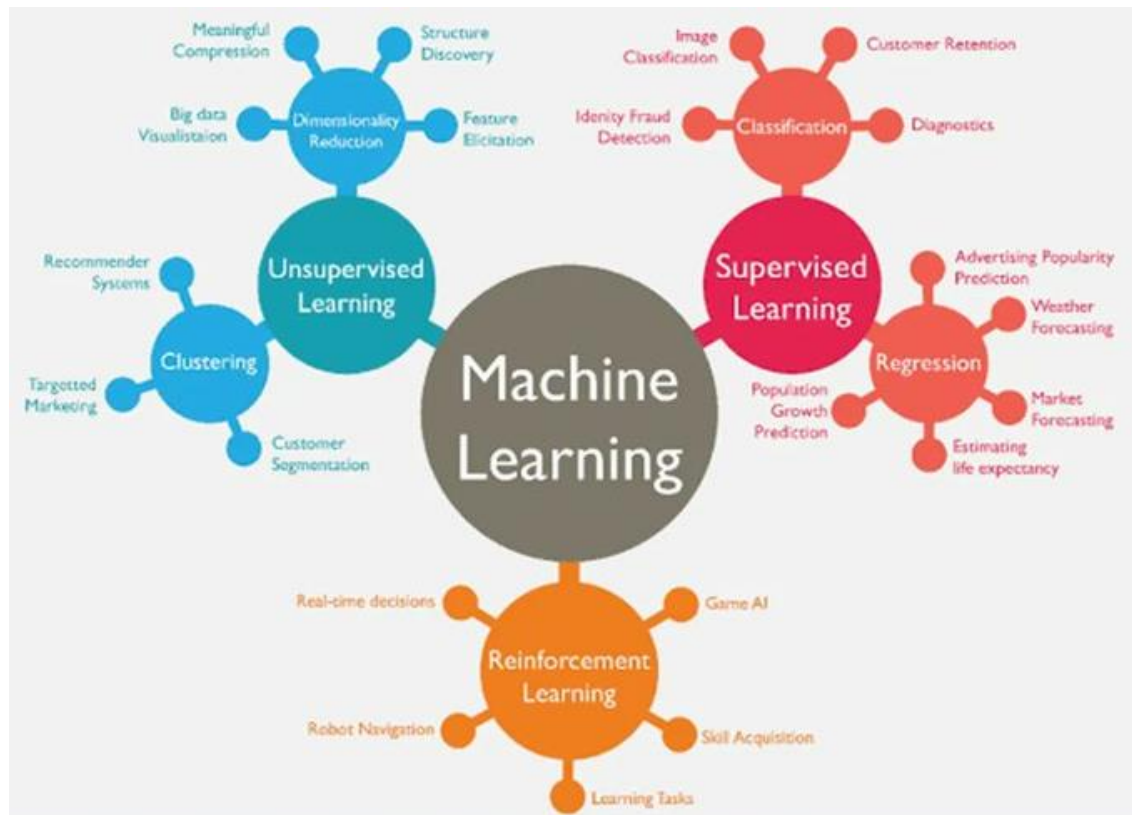 Meaningful
Compression
Structure
Discovery
Big data
Visualistaion
Dimensionality
Reduction
Feature
Elicitation
Image
Classification
Customer Retention
Idenity Fraud
Detection
Classification
Diagnostics
Unsupervised
Learning
Recommender
Systems
Clustering
Targetted
Marketing
Customer
Segmentation
Supervised
Learning
Advertising Popularity
Prediction
Weather
Forecasting
Regression
Population
Growth
Prediction
Market
Forecasting
Estimating
life expectancy
Machine
Learning
Real-time decisions
Game AI
Reinforcement
Learning
Robot Navigation
Skill Acquisition
Learning Tasks